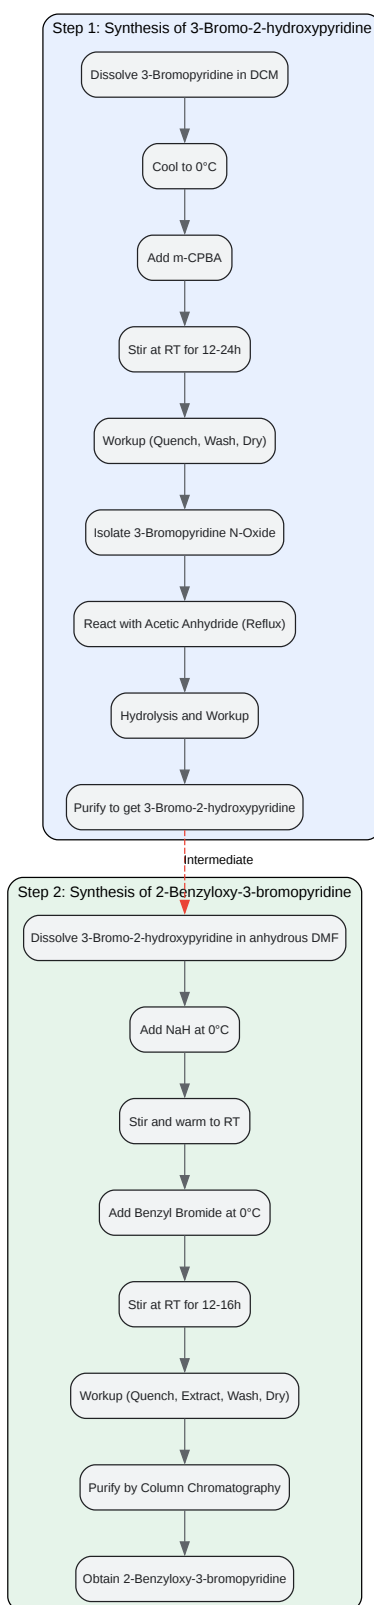 Step 1: Synthesis of 3-Bromo-2-hydroxypyridine
Dissolve 3-Bromopyridine in DCM
Cool to 0°C
Add m-CPBA
Stir at RT for 12-24h
Workup (Quench, Wash, Dry)
Isolate 3-Bromopyridine N-Oxide
React with Acetic Anhydride (Reflux)
Hydrolysis and Workup
Purify to get 3-Bromo-2-hydroxypyridine
Intermediate
Step 2: Synthesis of 2-Benzyloxy-3-bromopyridine
Dissolve 3-Bromo-2-hydroxypyridine in anhydrous DMF
Add NaH at 0°C
Stir and warm to RT
Add Benzyl Bromide at 0°C
Stir at RT for 12-16h
Workup (Quench, Extract, Wash, Dry)
Purify by Column Chromatography
Obtain 2-Benzyloxy-3-bromopyridine